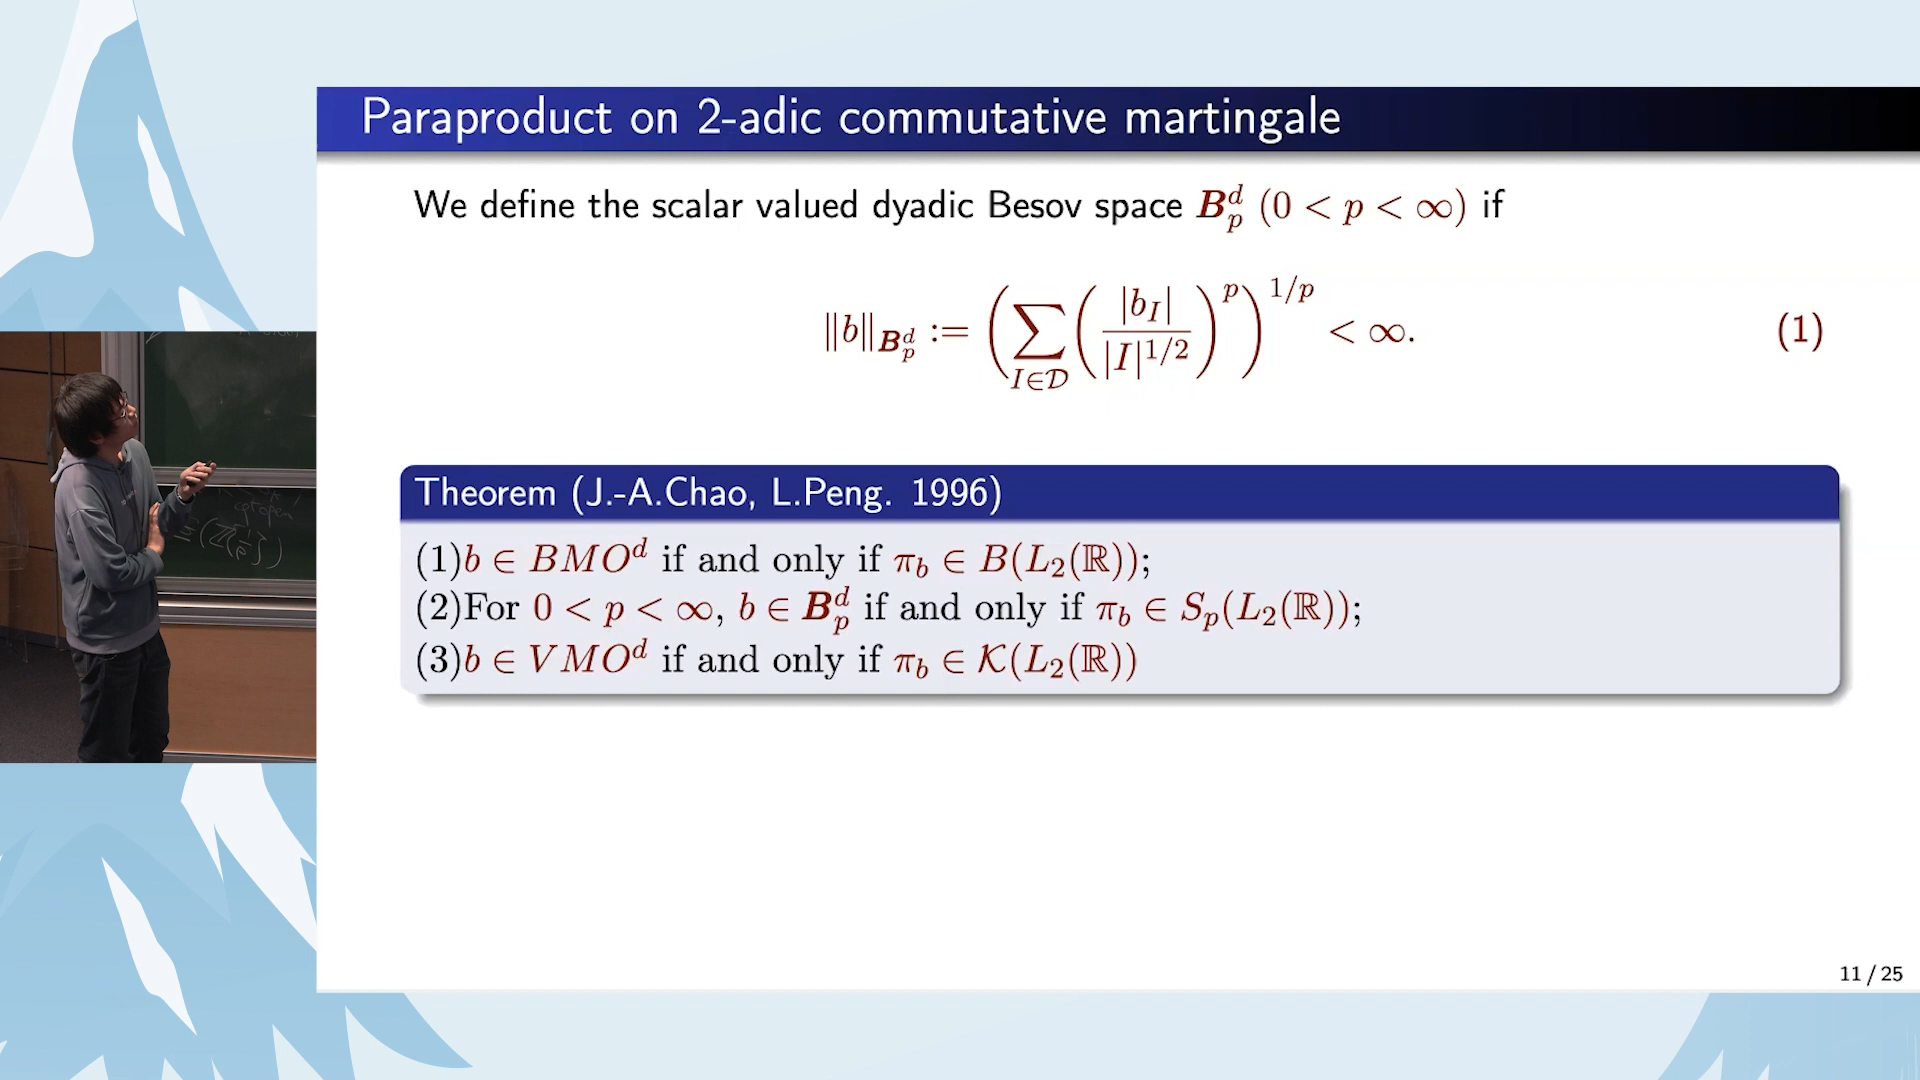 Paraproduct on 2-adic commutative martingale
We define the scalar valued dyadic Besov space $\boldsymbol{B}_p^d$ $(0 < p < \infty)$ if
$\|b\|_{\boldsymbol{B}_p^d} := \left( \sum_{I \in \mathcal{D}} \left( \frac{|b_I|}{|I|^{1/2}} \right)^p \right)^{1/p} < \infty.$ (1)
Theorem (J.-A.Chao, L.Peng. 1996)
(1)$b \in BMO^d$ if and only if $\pi_b \in B(L_2(\mathbb{R}))$;
(2)For $0 < p < \infty$, $b \in \boldsymbol{B}_p^d$ if and only if $\pi_b \in S_p(L_2(\mathbb{R}))$;
(3)$b \in VMO^d$ if and only if $\pi_b \in \mathcal{K}(L_2(\mathbb{R}))$
11 / 25